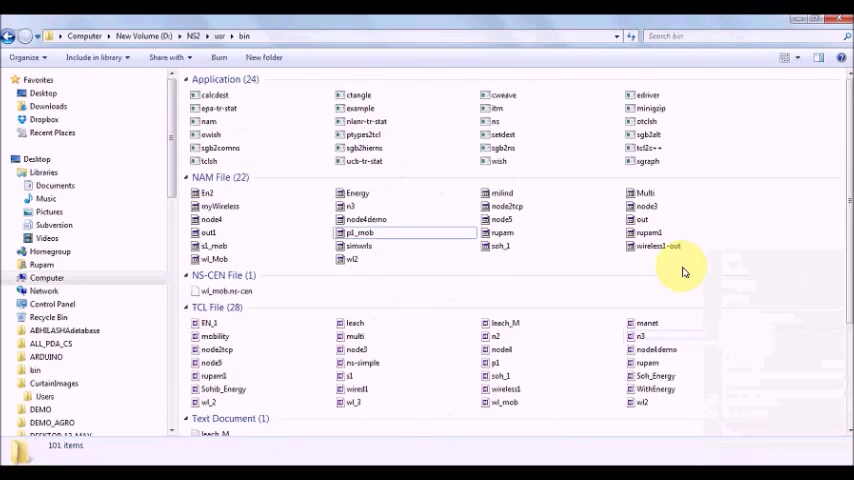 Computer New Volume (D:) NS2 usr bin Search bin
Organize Include in library Share with Burn New folder
Favorites
Desktop
Downloads
Dropbox
Recent Places
Desktop
Libraries
Documents
Music
Pictures
Subversion
Videos
Homegroup
Rupam
Computer
Network
Control Panel
Recycle Bin
ABHILASHAdatabase
ALL_PDA_CS
ARDUINO
bin
CurtainImages
Users
DEMO
DEMO_AGRO
Application (24)
calcdest ctangle cweave edriver
epa-tr-stat example itm minigzip
nam nlanr-tr-stat ns otclsh
owish ptypes2tcl setdest sgb2alt
sgb2comns sgb2hierns sgb2ns tcl2c++
tclsh ucb-tr-stat wish xgraph
NAM File (22)
En2 Energy milind Multi
myWireless n3 node2tcp node3
node4 node4demo node5 out
out1 p1_mob rupam rupam1
s1_mob simwrls soh_1 wireless1-out
wl_Mob wl2
NS-CEN File (1)
wl_mob.ns-cen
TCL File (28)
EN_1 leach leach_M manet
mobility multi n2 n3
node2tcp node3 node4 node4demo
node5 ns-simple p1 rupam
rupam1 s1 soh_1 Soh_Energy
Sohib_Energy wired1 wireless1 WithEnergy
wl_2 wl_3 wl_mob wl2
Text Document (1)
leach_M
101 items